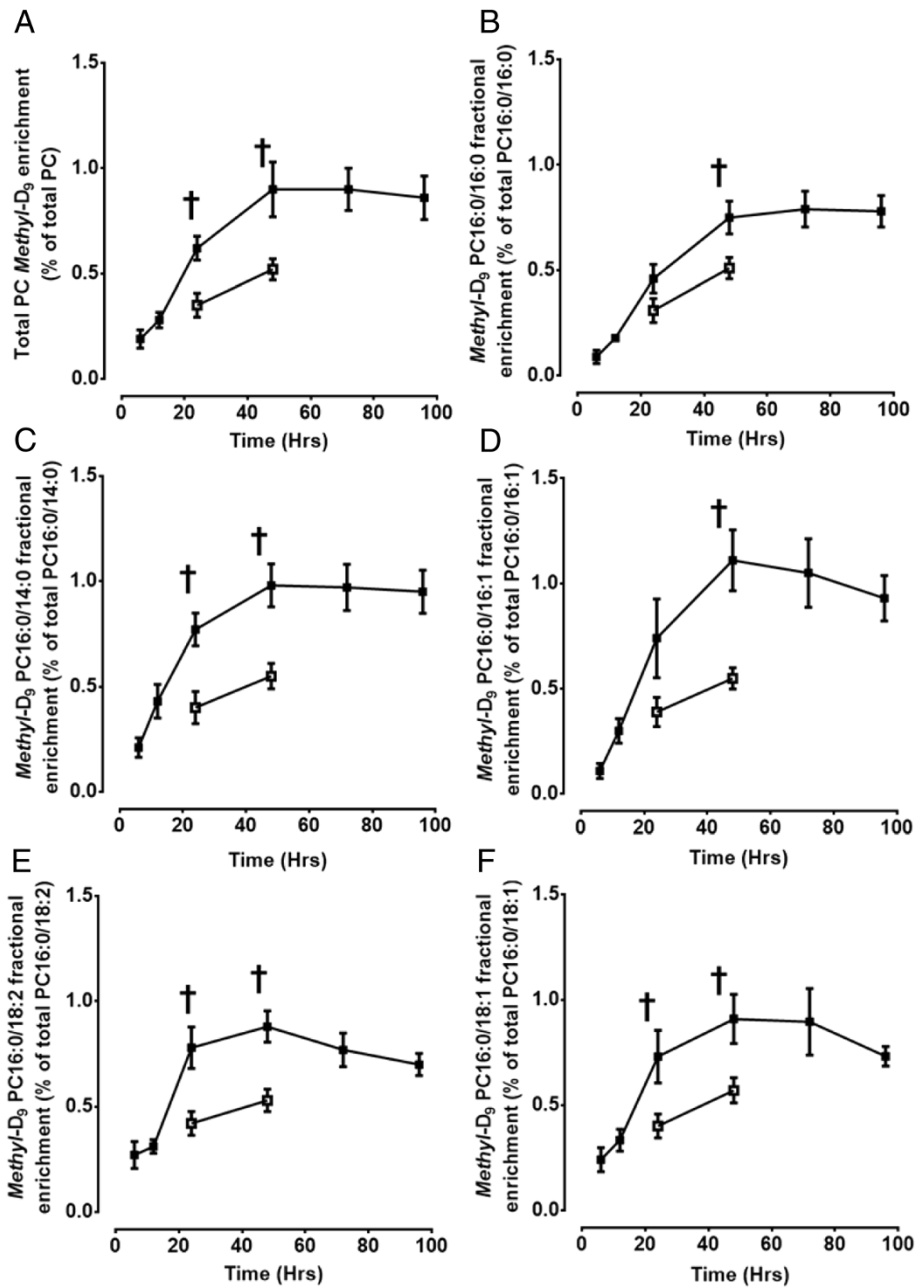 A
Total PC Methyl-D9 enrichment
(% of total PC)
1.5
1.0
0.5
0.0
†
†
0 20 40 60 80 100
Time (Hrs)
B
Methyl-D9 PC16:0/16:0 fractional
enrichment (% of total PC16:0/16:0)
1.5
1.0
0.5
0.0
†
0 20 40 60 80 100
Time (Hrs)
C
Methyl-D9 PC16:0/14:0 fractional
enrichment (% of total PC16:0/14:0)
1.5
1.0
0.5
0.0
†
†
0 20 40 60 80 100
Time (Hrs)
D
Methyl-D9 PC16:0/16:1 fractional
enrichment (% of total PC16:0/16:1)
1.5
1.0
0.5
0.0
†
0 20 40 60 80 100
Time (Hrs)
E
Methyl-D9 PC16:0/18:2 fractional
enrichment (% of total PC16:0/18:2)
1.5
1.0
0.5
0.0
†
†
0 20 40 60 80 100
Time (Hrs)
F
Methyl-D9 PC16:0/18:1 fractional
enrichment (% of total PC16:0/18:1)
1.5
1.0
0.5
0.0
†
†
0 20 40 60 80 100
Time (Hrs)